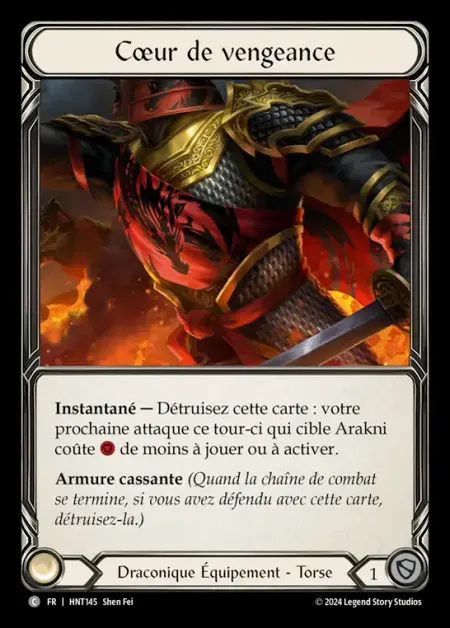 Cœur de vengeance
Instantané — Détruisez cette carte : votre
prochaine attaque ce tour-ci qui cible Arakni
coûte de moins à jouer ou à activer.
Armure cassante (Quand la chaîne de combat
se termine, si vous avez défendu avec cette carte,
détruisez-la.)
Draconique Équipement - Torse
1
C FR | HNT145 Shen Fei
© 2024 Legend Story Studios